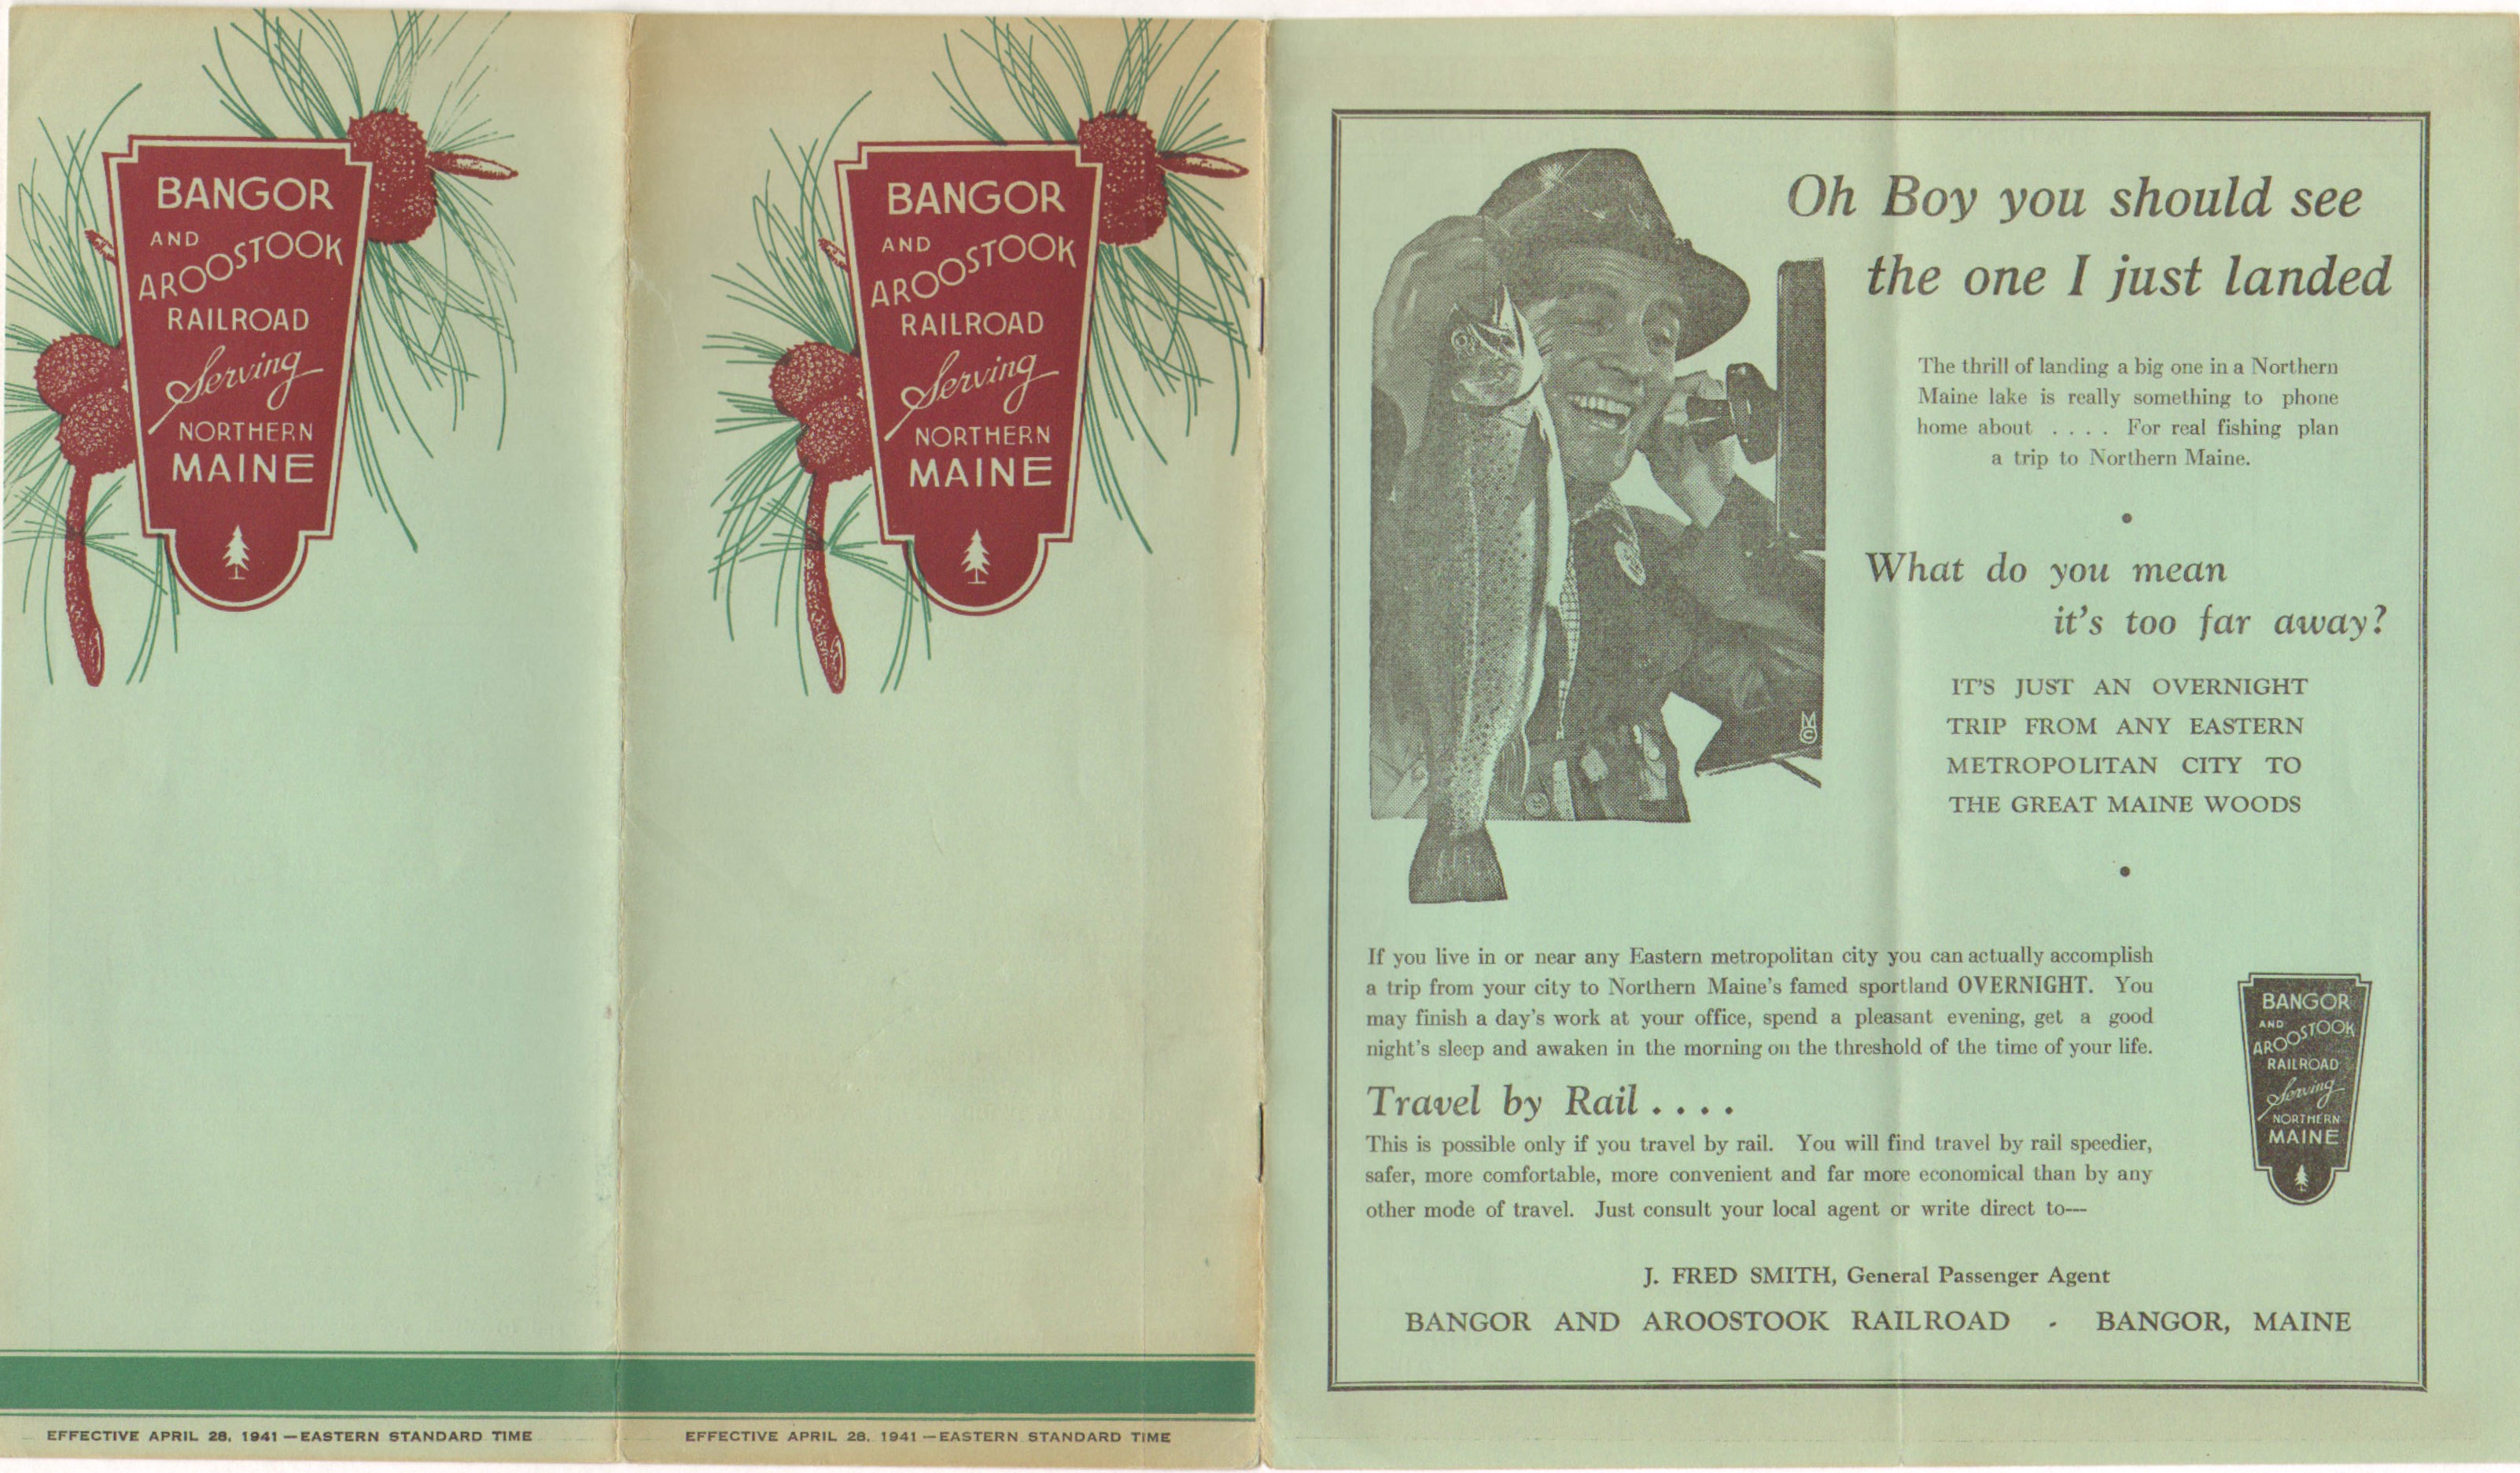 BANGOR
AND
AROOSTOOK
RAILROAD
Serving
NORTHERN
MAINE
EFFECTIVE APRIL 28, 1941 — EASTERN STANDARD TIME
BANGOR
AND
AROOSTOOK
RAILROAD
Serving
NORTHERN
MAINE
EFFECTIVE APRIL 28, 1941 — EASTERN STANDARD TIME
Oh Boy you should see
the one I just landed
The thrill of landing a big one in a Northern
Maine lake is really something to phone
home about . . . . For real fishing plan
a trip to Northern Maine.
What do you mean
it's too far away?
IT'S JUST AN OVERNIGHT
TRIP FROM ANY EASTERN
METROPOLITAN CITY TO
THE GREAT MAINE WOODS
If you live in or near any Eastern metropolitan city you can actually accomplish
a trip from your city to Northern Maine's famed sportland OVERNIGHT. You
may finish a day's work at your office, spend a pleasant evening, get a good
night's sleep and awaken in the morning on the threshold of the time of your life.
Travel by Rail . . . .
This is possible only if you travel by rail. You will find travel by rail speedier,
safer, more comfortable, more convenient and far more economical than by any
other mode of travel. Just consult your local agent or write direct to—
BANGOR
AND
AROOSTOOK
RAILROAD
Serving
NORTHERN
MAINE
J. FRED SMITH, General Passenger Agent
BANGOR AND AROOSTOOK RAILROAD - BANGOR, MAINE